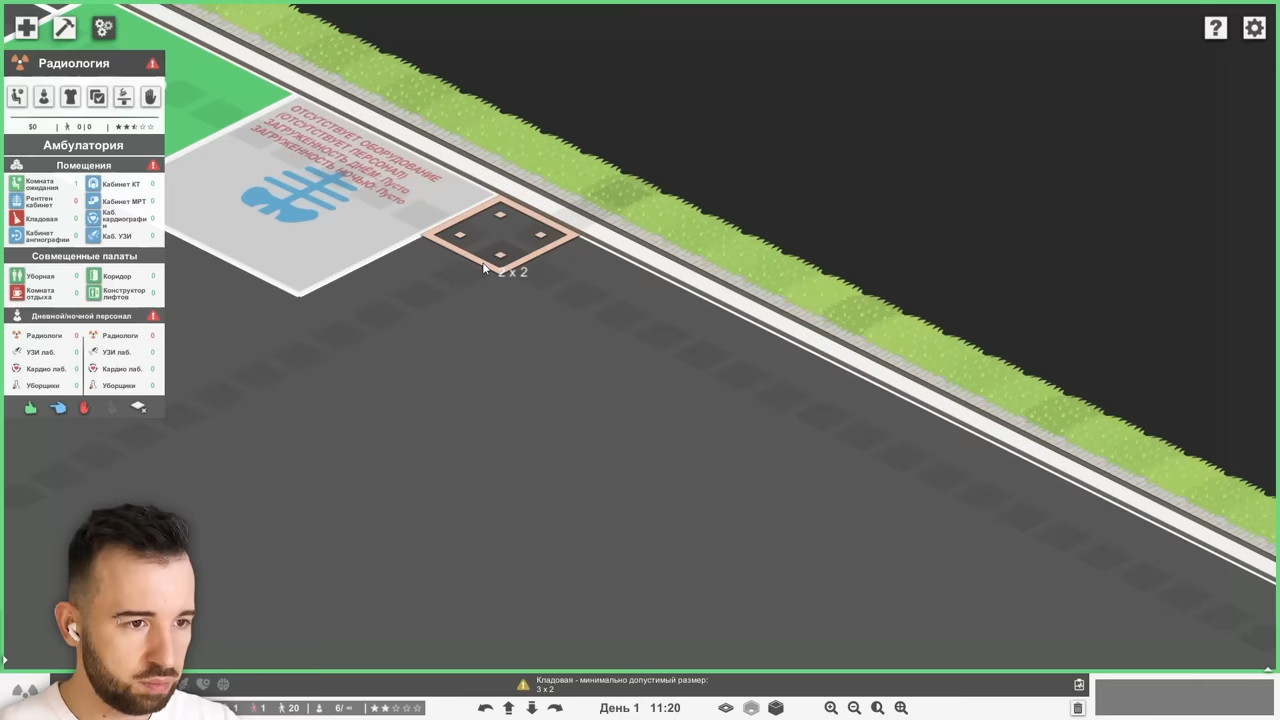 ?
Радиология
$0 | 0|0 |
Амбулатория
Помещения
Комната ожидания 1
Кабинет КТ 0
Рентген кабинет 0
Кабинет МРТ 0
Кладовая 0
Каб. кардиографии 0
Кабинет ангиографии 0
Каб. УЗИ 0
Совмещенные палаты
Уборная 0
Коридор 0
Комната отдыха 0
Конструктор лифтов 0
Дневной/ночной персонал
Радиологи 0
Радиологи 0
УЗИ лаб. 0
УЗИ лаб. 0
Кардио лаб. 0
Кардио лаб. 0
Уборщики 0
Уборщики 0
ОТСУТСТВУЕТ ОБОРУДОВАНИЕ
(ОТСУТСТВУЕТ ПЕРСОНАЛ)
ЗАГРУЖЕННОСТЬ ДНЕМ: Пусто
ЗАГРУЖЕННОСТЬ НОЧЬЮ: Пусто
2 x 2
Кладовая - минимально допустимый размер:
3 x 2
1 1 20 | 6/∞ |
День 1 11:20